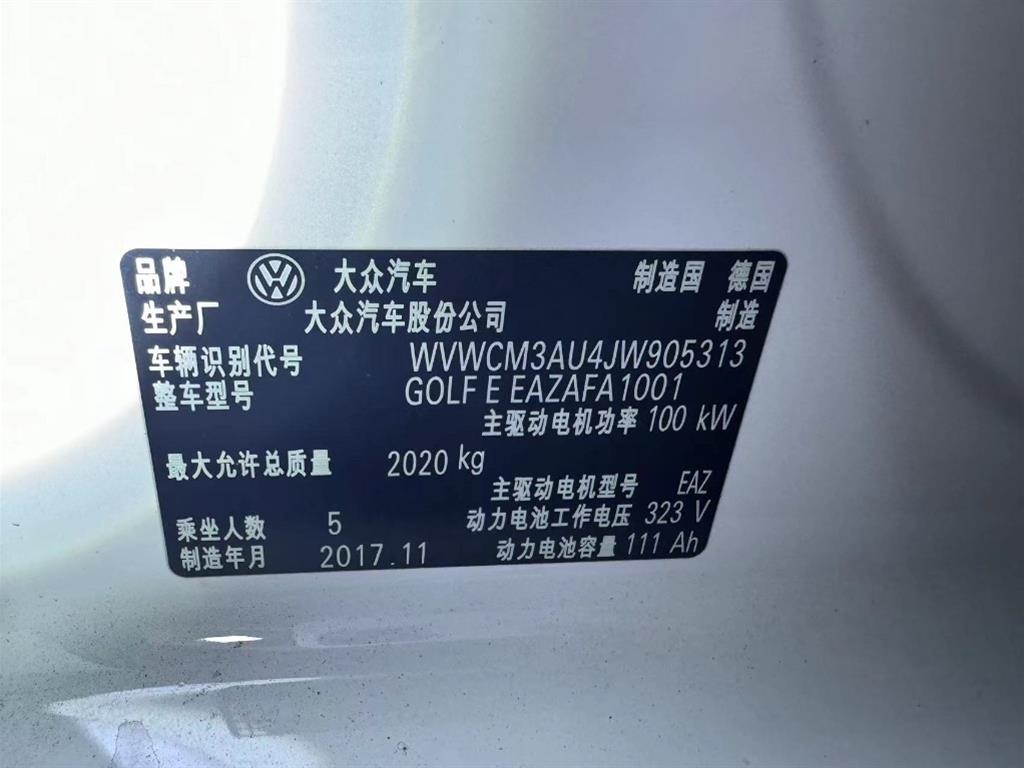 品牌 大众汽车 制造国 德国
生产厂 大众汽车股份公司 制造
车辆识别代号 WVWCM3AU4JW905313
整车型号 GOLF E EAZAFA1001
主驱动电机功率 100 kW
最大允许总质量 2020 kg
主驱动电机型号 EAZ
乘坐人数 5 动力电池工作电压 323 V
制造年月 2017.11 动力电池容量 111 Ah